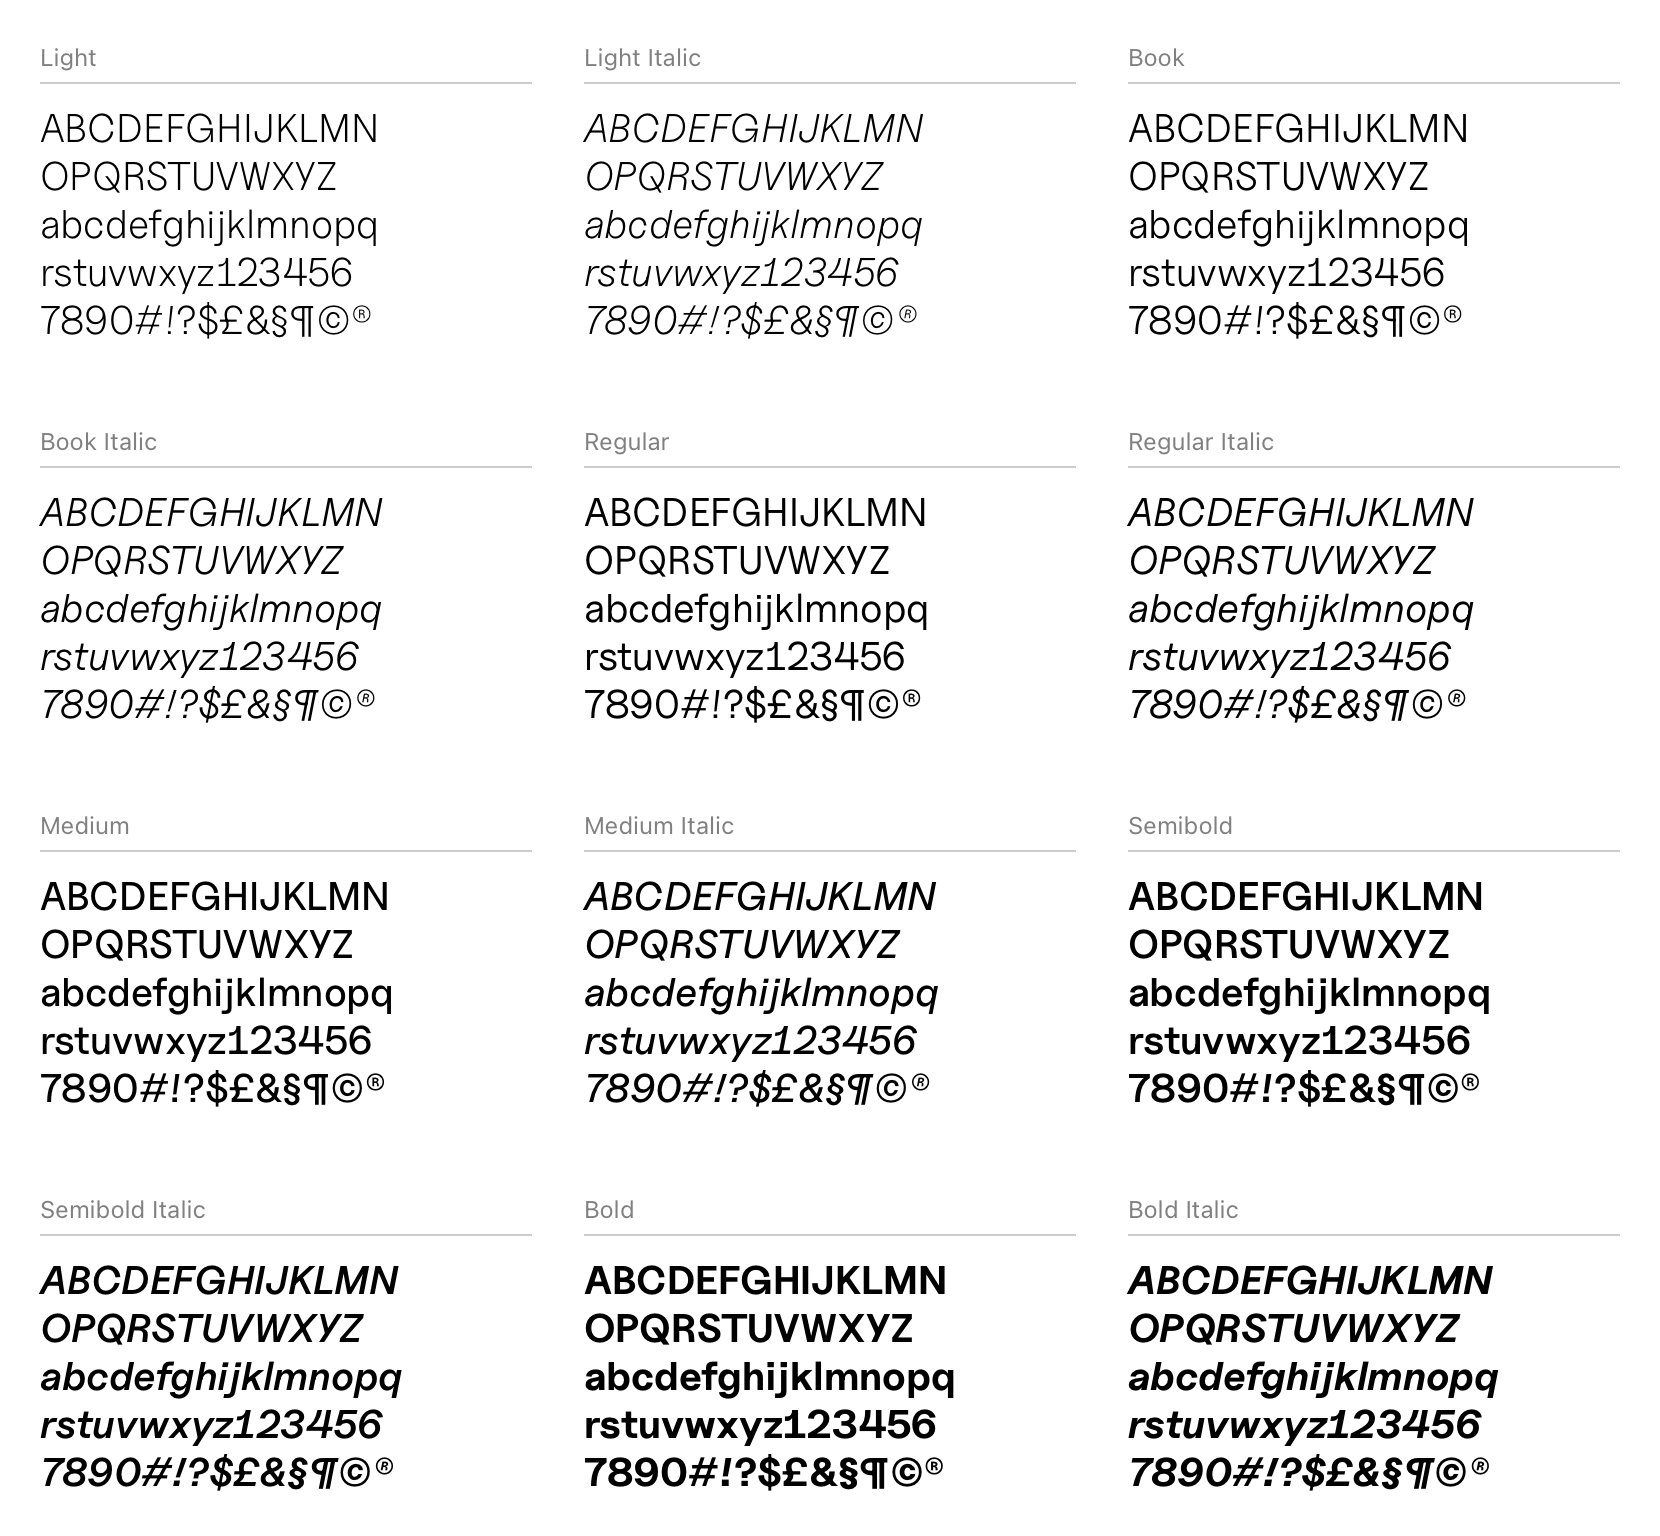 Light
ABCDEFGHIJKLMN
OPQRSTUVWXYZ
abcdefghijklmnopq
rstuvwxyz123456
7890#!?$£&§¶©®
Light Italic
ABCDEFGHIJKLMN
OPQRSTUVWXYZ
abcdefghijklmnopq
rstuvwxyz123456
7890#!?$£&§¶©®
Book
ABCDEFGHIJKLMN
OPQRSTUVWXYZ
abcdefghijklmnopq
rstuvwxyz123456
7890#!?$£&§¶©®
Book Italic
ABCDEFGHIJKLMN
OPQRSTUVWXYZ
abcdefghijklmnopq
rstuvwxyz123456
7890#!?$£&§¶©®
Regular
ABCDEFGHIJKLMN
OPQRSTUVWXYZ
abcdefghijklmnopq
rstuvwxyz123456
7890#!?$£&§¶©®
Regular Italic
ABCDEFGHIJKLMN
OPQRSTUVWXYZ
abcdefghijklmnopq
rstuvwxyz123456
7890#!?$£&§¶©®
Medium
ABCDEFGHIJKLMN
OPQRSTUVWXYZ
abcdefghijklmnopq
rstuvwxyz123456
7890#!?$£&§¶©®
Medium Italic
ABCDEFGHIJKLMN
OPQRSTUVWXYZ
abcdefghijklmnopq
rstuvwxyz123456
7890#!?$£&§¶©®
Semibold
ABCDEFGHIJKLMN
OPQRSTUVWXYZ
abcdefghijklmnopq
rstuvwxyz123456
7890#!?$£&§¶©®
Semibold Italic
ABCDEFGHIJKLMN
OPQRSTUVWXYZ
abcdefghijklmnopq
rstuvwxyz123456
7890#!?$£&§¶©®
Bold
ABCDEFGHIJKLMN
OPQRSTUVWXYZ
abcdefghijklmnopq
rstuvwxyz123456
7890#!?$£&§¶©®
Bold Italic
ABCDEFGHIJKLMN
OPQRSTUVWXYZ
abcdefghijklmnopq
rstuvwxyz123456
7890#!?$£&§¶©®